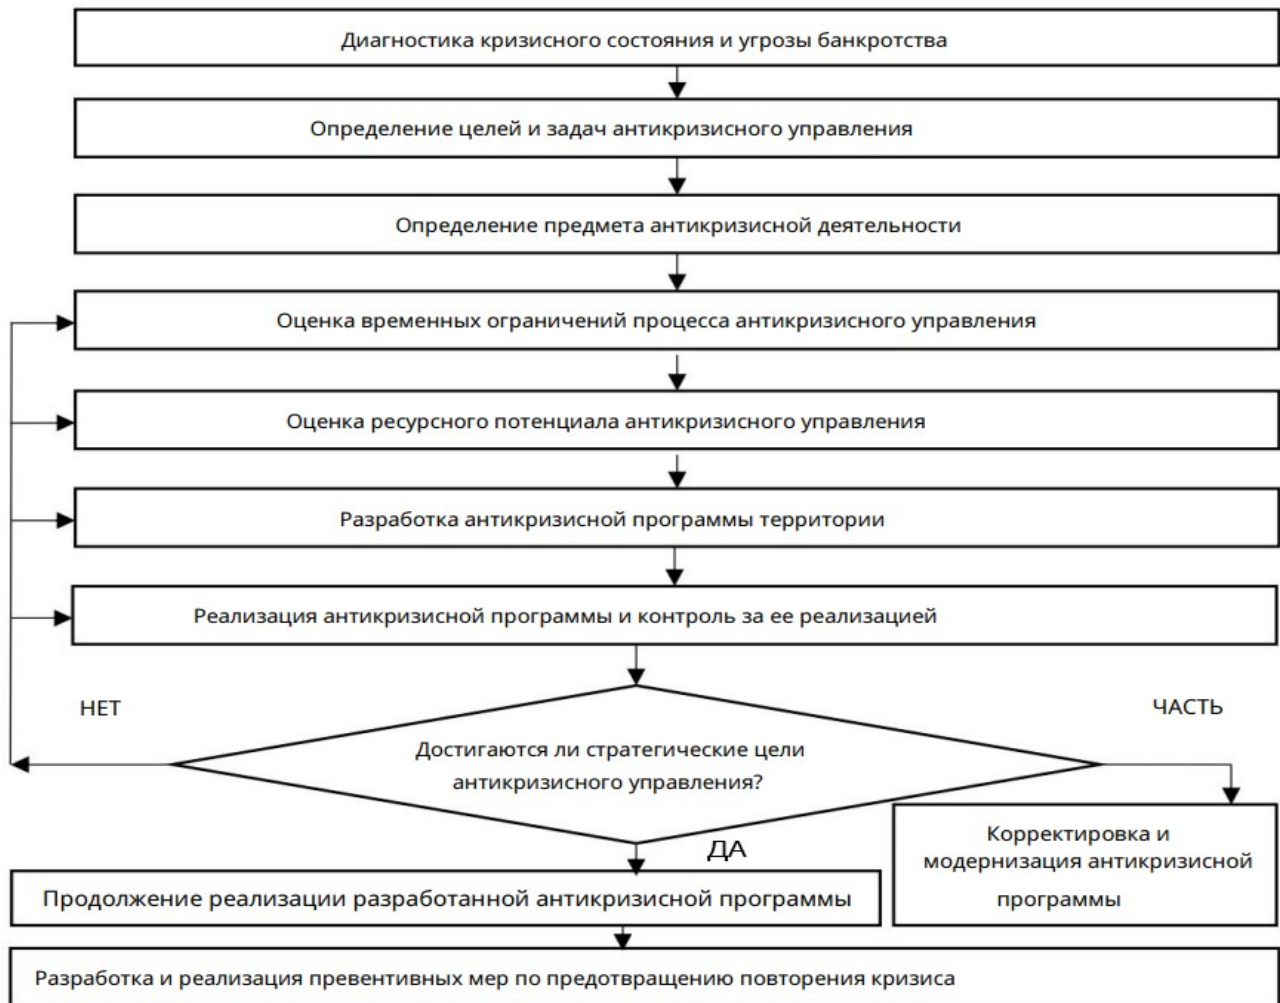 Диагностика кризисного состояния и угрозы банкротства
Определение целей и задач антикризисного управления
Определение предмета антикризисной деятельности
Оценка временных ограничений процесса антикризисного управления
Оценка ресурсного потенциала антикризисного управления
Разработка антикризисной программы территории
Реализация антикризисной программы и контроль за ее реализацией
НЕТ
ЧАСТЬ
Достигаются ли стратегические цели
антикризисного управления?
Корректировка и
модернизация антикризисной
программы
ДА
Продолжение реализации разработанной антикризисной программы
Разработка и реализация превентивных мер по предотвращению повторения кризиса